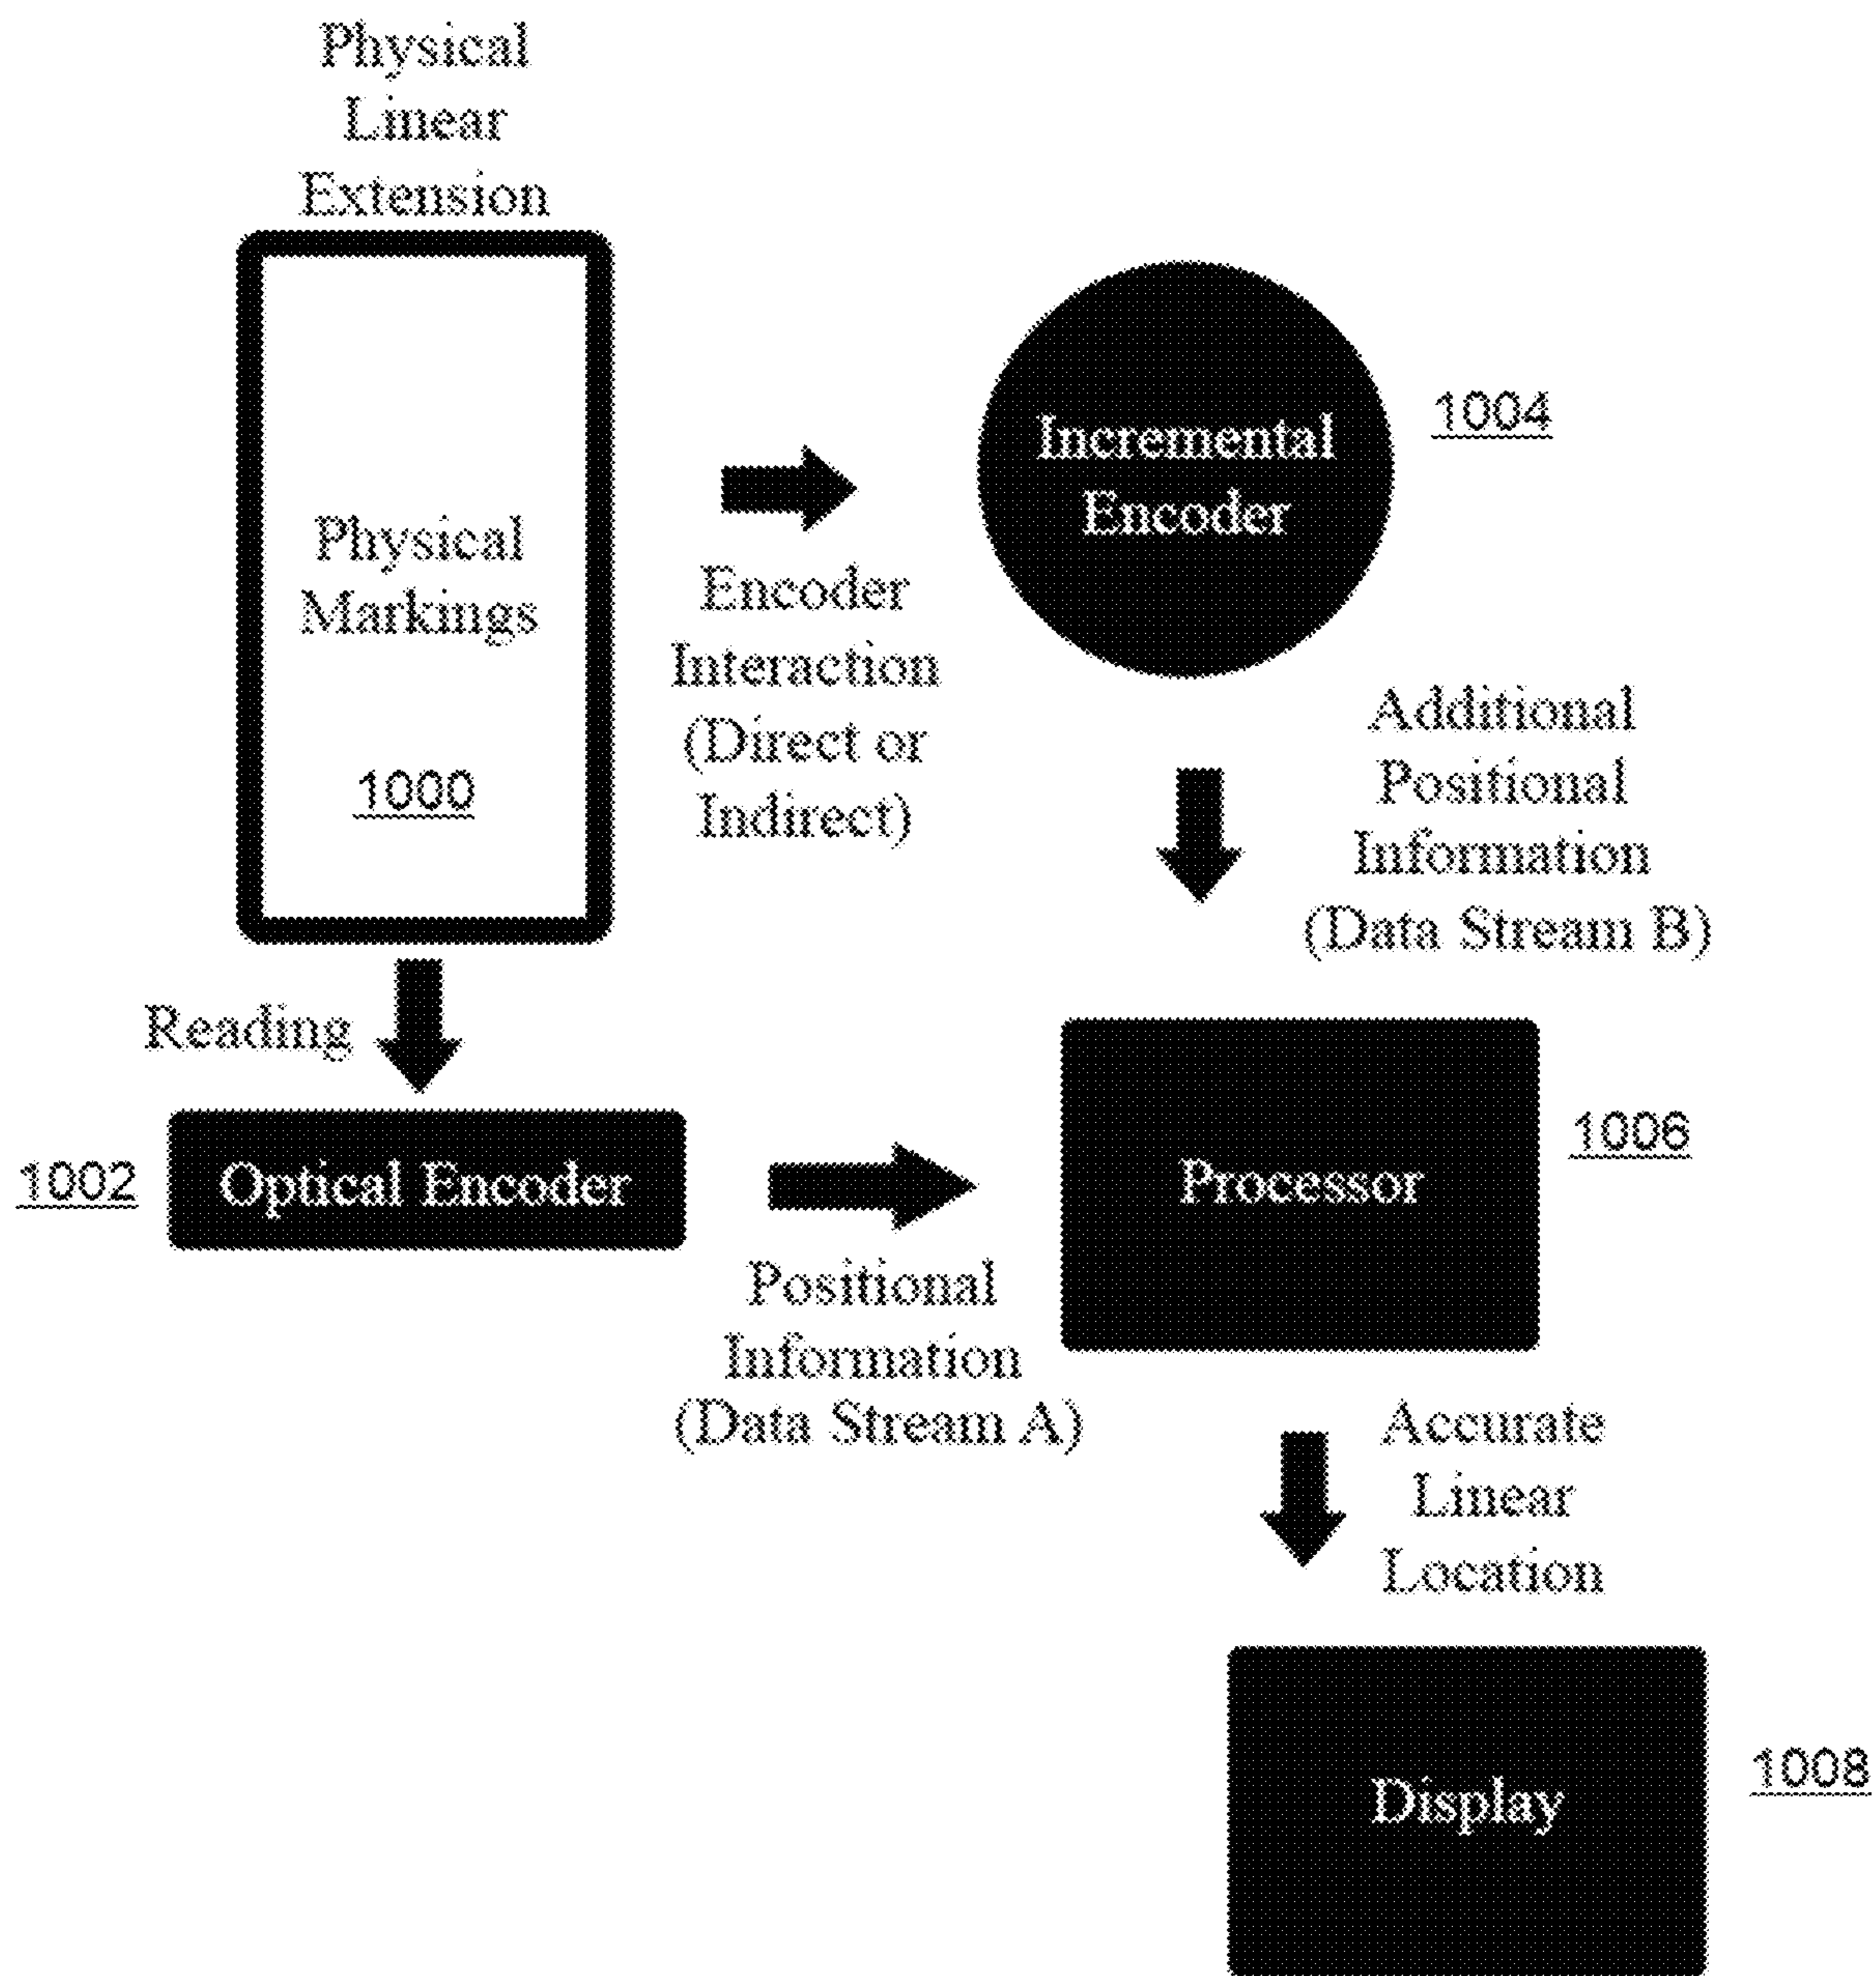 Physical
Linear
Extension
Physical
Markings
1000
Encoder
Interaction
(Direct or
Indirect)
Incremental
Encoder
1004
Additional
Positional
Information
(Data Stream B)
Reading
1002
Optical Encoder
Positional
Information
(Data Stream A)
Processor
1006
Accurate
Linear
Location
Display
1008